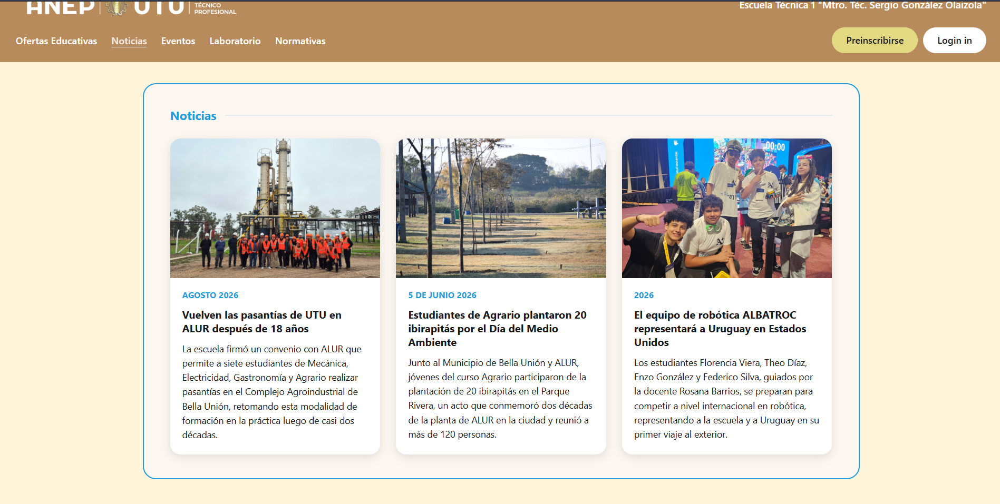 ANEP UTU TÉCNICO
PROFESIONAL
Escuela Técnica 1 "Mtro. Téc. Sergio González Olaizola"
Ofertas Educativas Noticias Eventos Laboratorio Normativas
Preinscribirse Login in
Noticias
00:00
AGOSTO 2026
Vuelven las pasantías de UTU en
ALUR después de 18 años
La escuela firmó un convenio con ALUR que
permite a siete estudiantes de Mecánica,
Electricidad, Gastronomía y Agrario realizar
pasantías en el Complejo Agroindustrial de
Bella Unión, retomando esta modalidad de
formación en la práctica luego de casi dos
décadas.
5 DE JUNIO 2026
Estudiantes de Agrario plantaron 20
ibirapitás por el Día del Medio
Ambiente
Junto al Municipio de Bella Unión y ALUR,
jóvenes del curso Agrario participaron de la
plantación de 20 ibirapitás en el Parque
Rivera, un acto que conmemoró dos décadas
de la planta de ALUR en la ciudad y reunió a
más de 120 personas.
2026
El equipo de robótica ALBATROC
representará a Uruguay en Estados
Unidos
Los estudiantes Florencia Viera, Theo Díaz,
Enzo González y Federico Silva, guiados por
la docente Rosana Barrios, se preparan para
competir a nivel internacional en robótica,
representando a la escuela y a Uruguay en su
primer viaje al exterior.